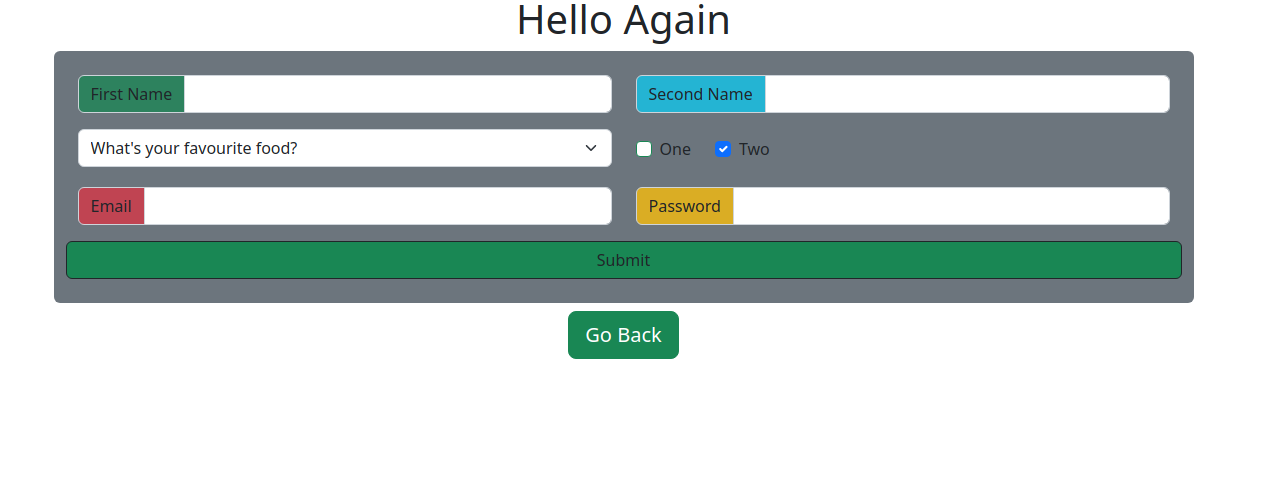 Hello Again
First Name
Second Name
What's your favourite food?
One
Two
Email
Password
Submit
Go Back